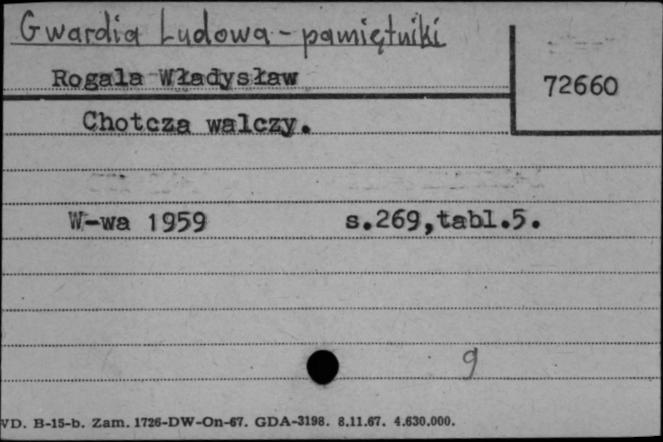 Gwardia Ludowa - pamiętniki
Rogala Władysław
72660
Chotcza walczy.
W-wa 1959 s.269,tabl.5.
9
VD. B-15-b. Zam. 1726-DW-On-67. GDA-3198. 8.11.67. 4.630.000.